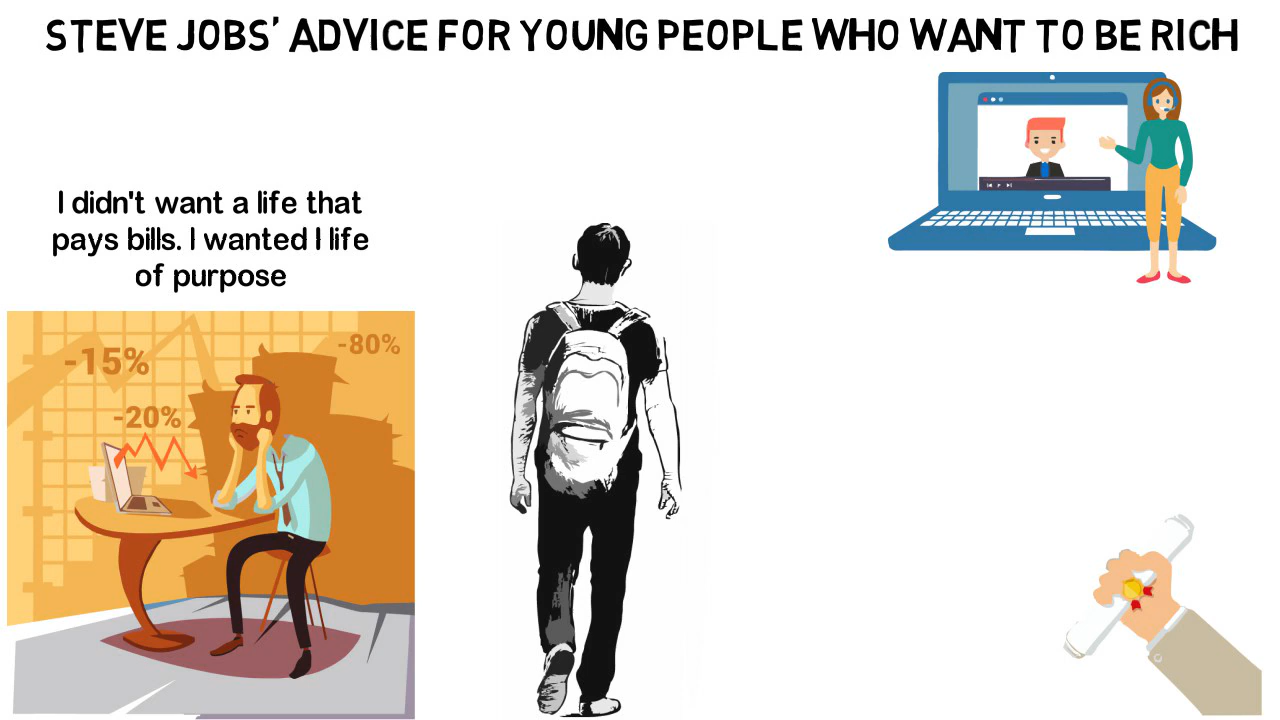 STEVE JOBS' ADVICE FOR YOUNG PEOPLE WHO WANT TO BE RICH
I didn't want a life that
pays bills. I wanted I life
of purpose
-15%
-80%
-20%